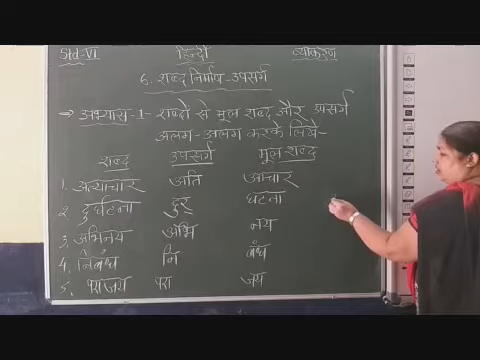 Std-VI हिन्दी व्याकरण
6. शब्द निर्माण-उपसर्ग
⇒ अभ्यास-1- शब्दों से मूल शब्द और उपसर्ग
अलग-अलग करके लिखै-
शब्द उपसर्ग मूल शब्द
1. अत्याचार अति आचार
2. दुर्घटना दुर् घटना
3. अभिनय अभि नय
4. निबंध नि बंध
5. पराजय परा जय